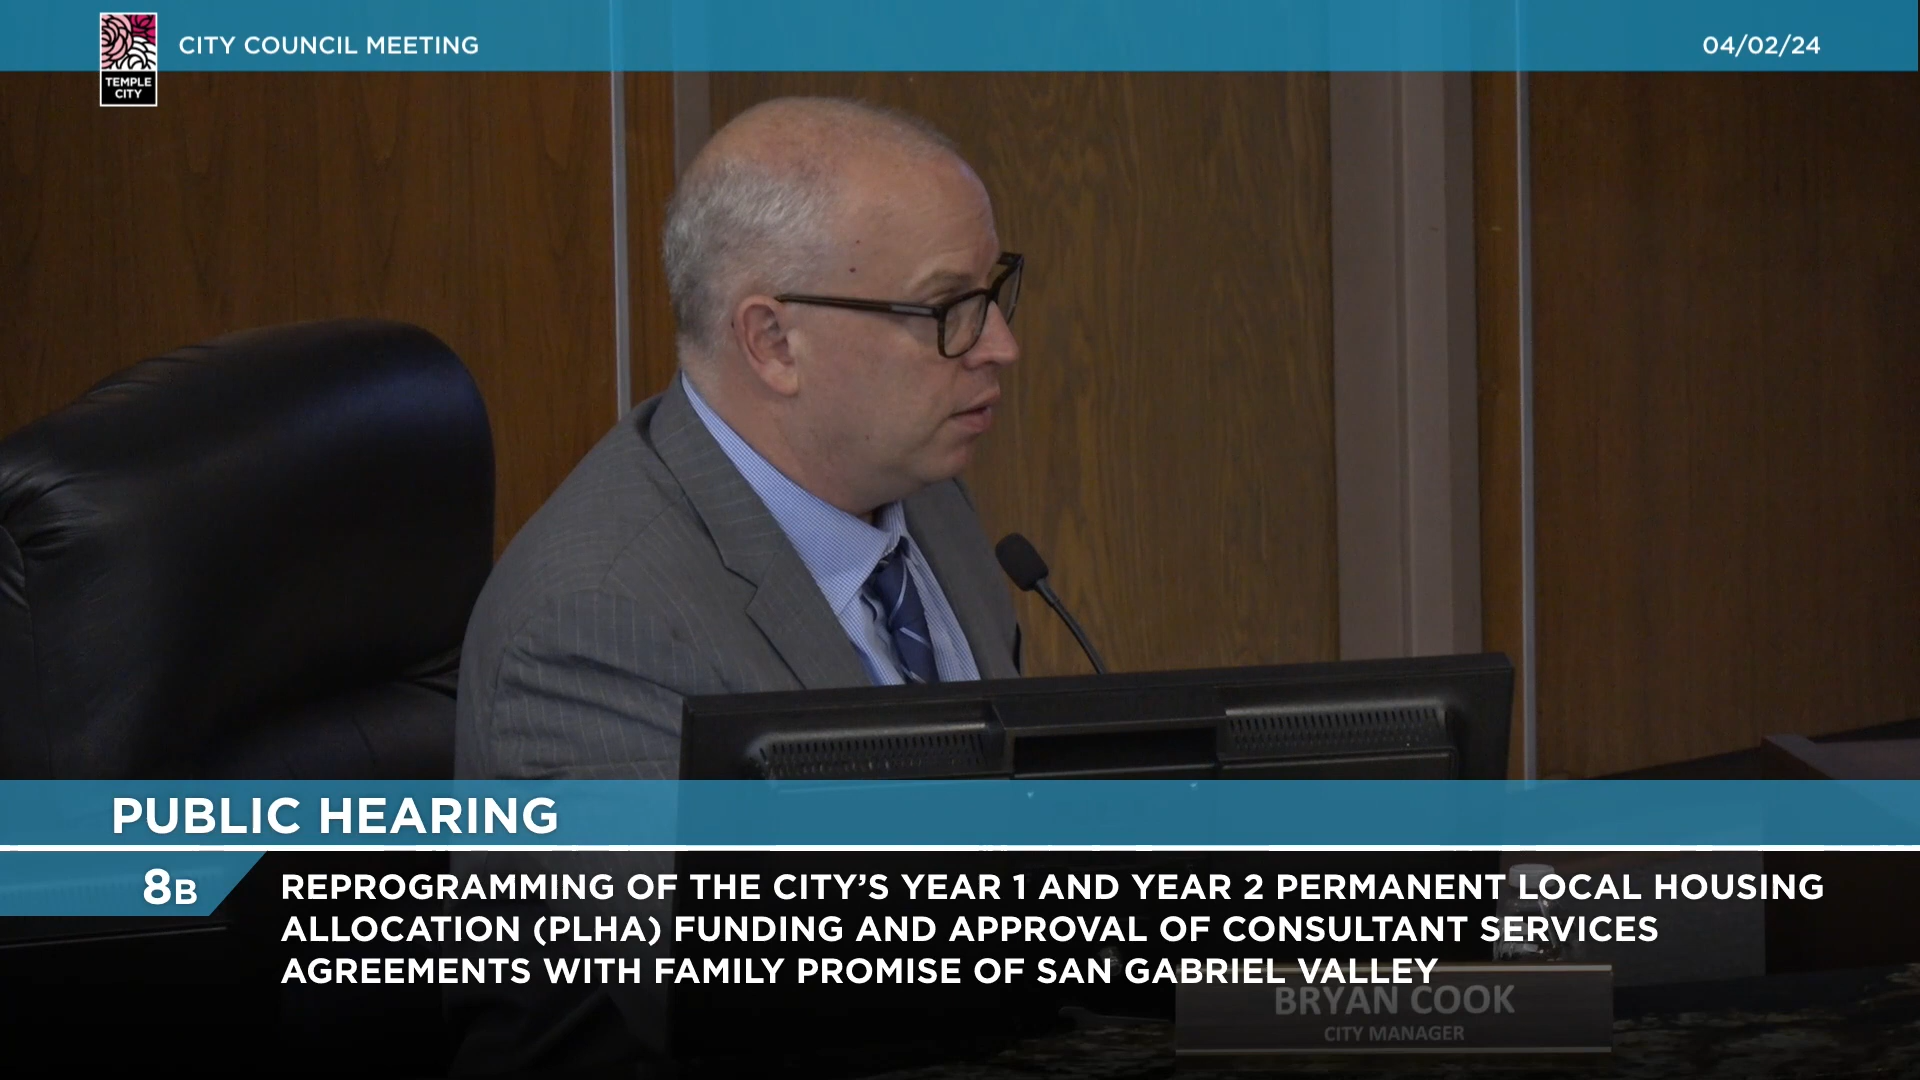 CITY COUNCIL MEETING
04/02/24
TEMPLE
CITY
PUBLIC HEARING
8B
REPROGRAMMING OF THE CITY’S YEAR 1 AND YEAR 2 PERMANENT LOCAL HOUSING
ALLOCATION (PLHA) FUNDING AND APPROVAL OF CONSULTANT SERVICES
AGREEMENTS WITH FAMILY PROMISE OF SAN GABRIEL VALLEY
BRYAN COOK
CITY MANAGER